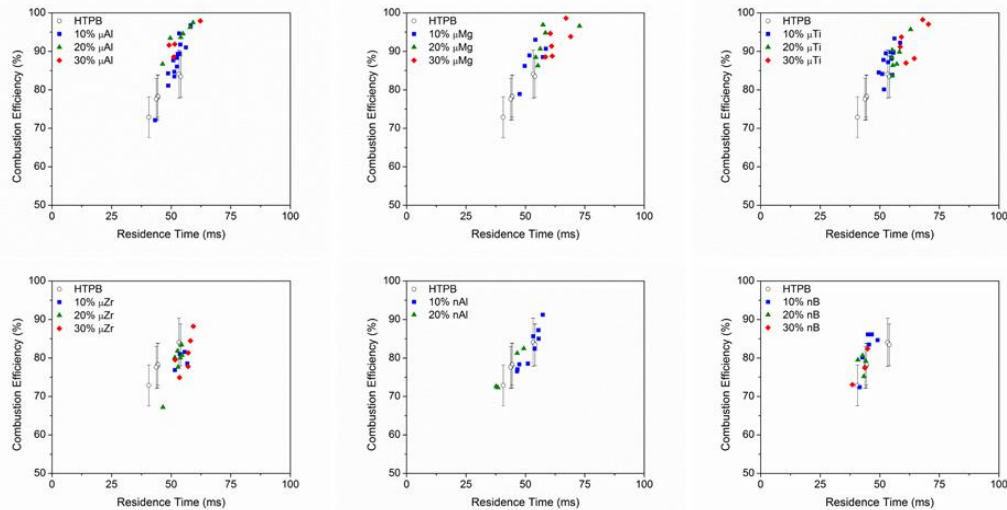 HTPB
10% μAl
20% μAl
30% μAl
Combustion Efficiency (%)
100
90
80
70
60
50
0 25 50 75 100
Residence Time (ms)
HTPB
10% μMg
20% μMg
30% μMg
Combustion Efficiency (%)
100
90
80
70
60
50
0 25 50 75 100
Residence Time (ms)
HTPB
10% μTi
20% μTi
30% μTi
Combustion Efficiency (%)
100
90
80
70
60
50
0 25 50 75 100
Residence Time (ms)
HTPB
10% μZr
20% μZr
30% μZr
Combustion Efficiency (%)
100
90
80
70
60
50
0 25 50 75 100
Residence Time (ms)
HTPB
10% nAl
20% nAl
Combustion Efficiency (%)
100
90
80
70
60
50
0 25 50 75 100
Residence Time (ms)
HTPB
10% nB
20% nB
30% nB
Combustion Efficiency (%)
100
90
80
70
60
50
0 25 50 75 100
Residence Time (ms)